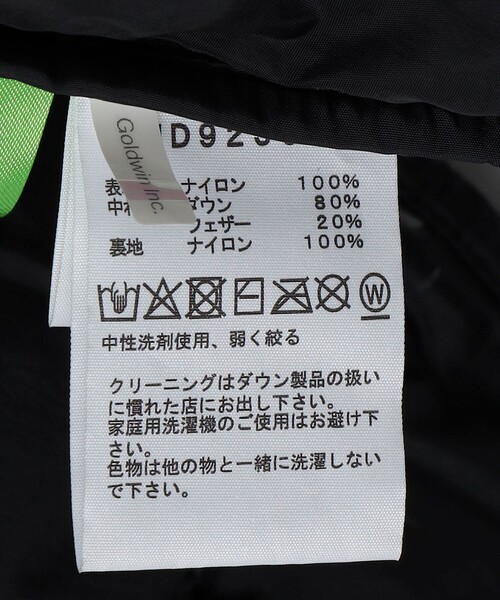 Goldwin Inc.
ナイロン 100%
ダウン 80%
フェザー 20%
裏地 ナイロン 100%
W
中性洗剤使用、弱く絞る
クリーニングはダウン製品の扱い
に慣れた店にお出し下さい。
家庭用洗濯機のご使用はお避け下
さい。
色物は他の物と一緒に洗濯しない
で下さい。